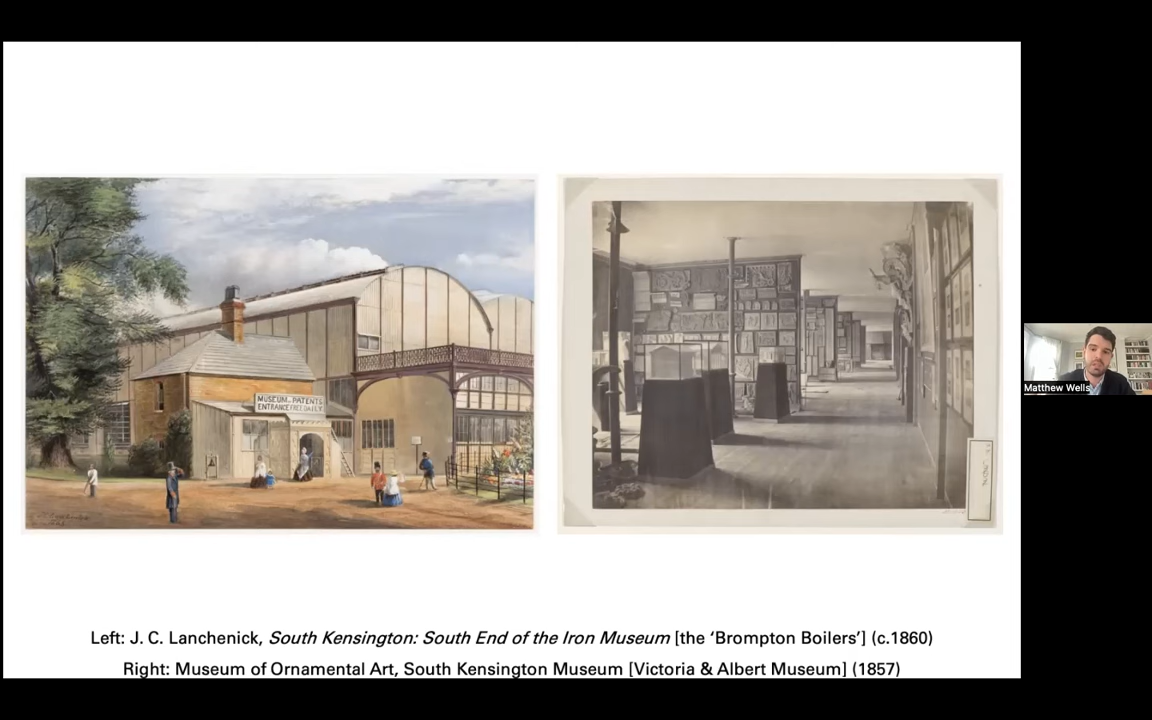 MUSEUM OF PATENTS
ENTRANCE FREE DAILY
Matthew Wells
Left: J. C. Lanchenick, South Kensington: South End of the Iron Museum [the ‘Brompton Boilers’] (c.1860)
Right: Museum of Ornamental Art, South Kensington Museum [Victoria & Albert Museum] (1857)